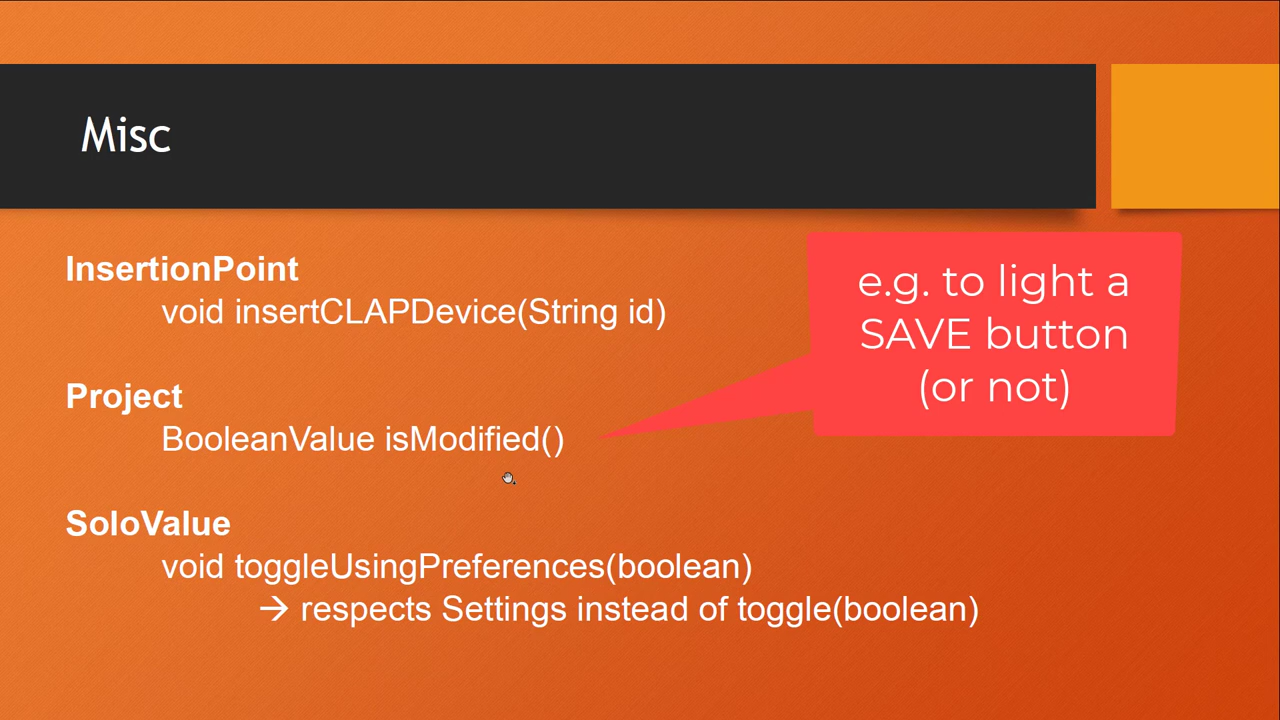 Misc
InsertionPoint
void insertCLAPDevice(String id)
Project
BooleanValue isModified()
e.g. to light a
SAVE button
(or not)
SoloValue
void toggleUsingPreferences(boolean)
→ respects Settings instead of toggle(boolean)